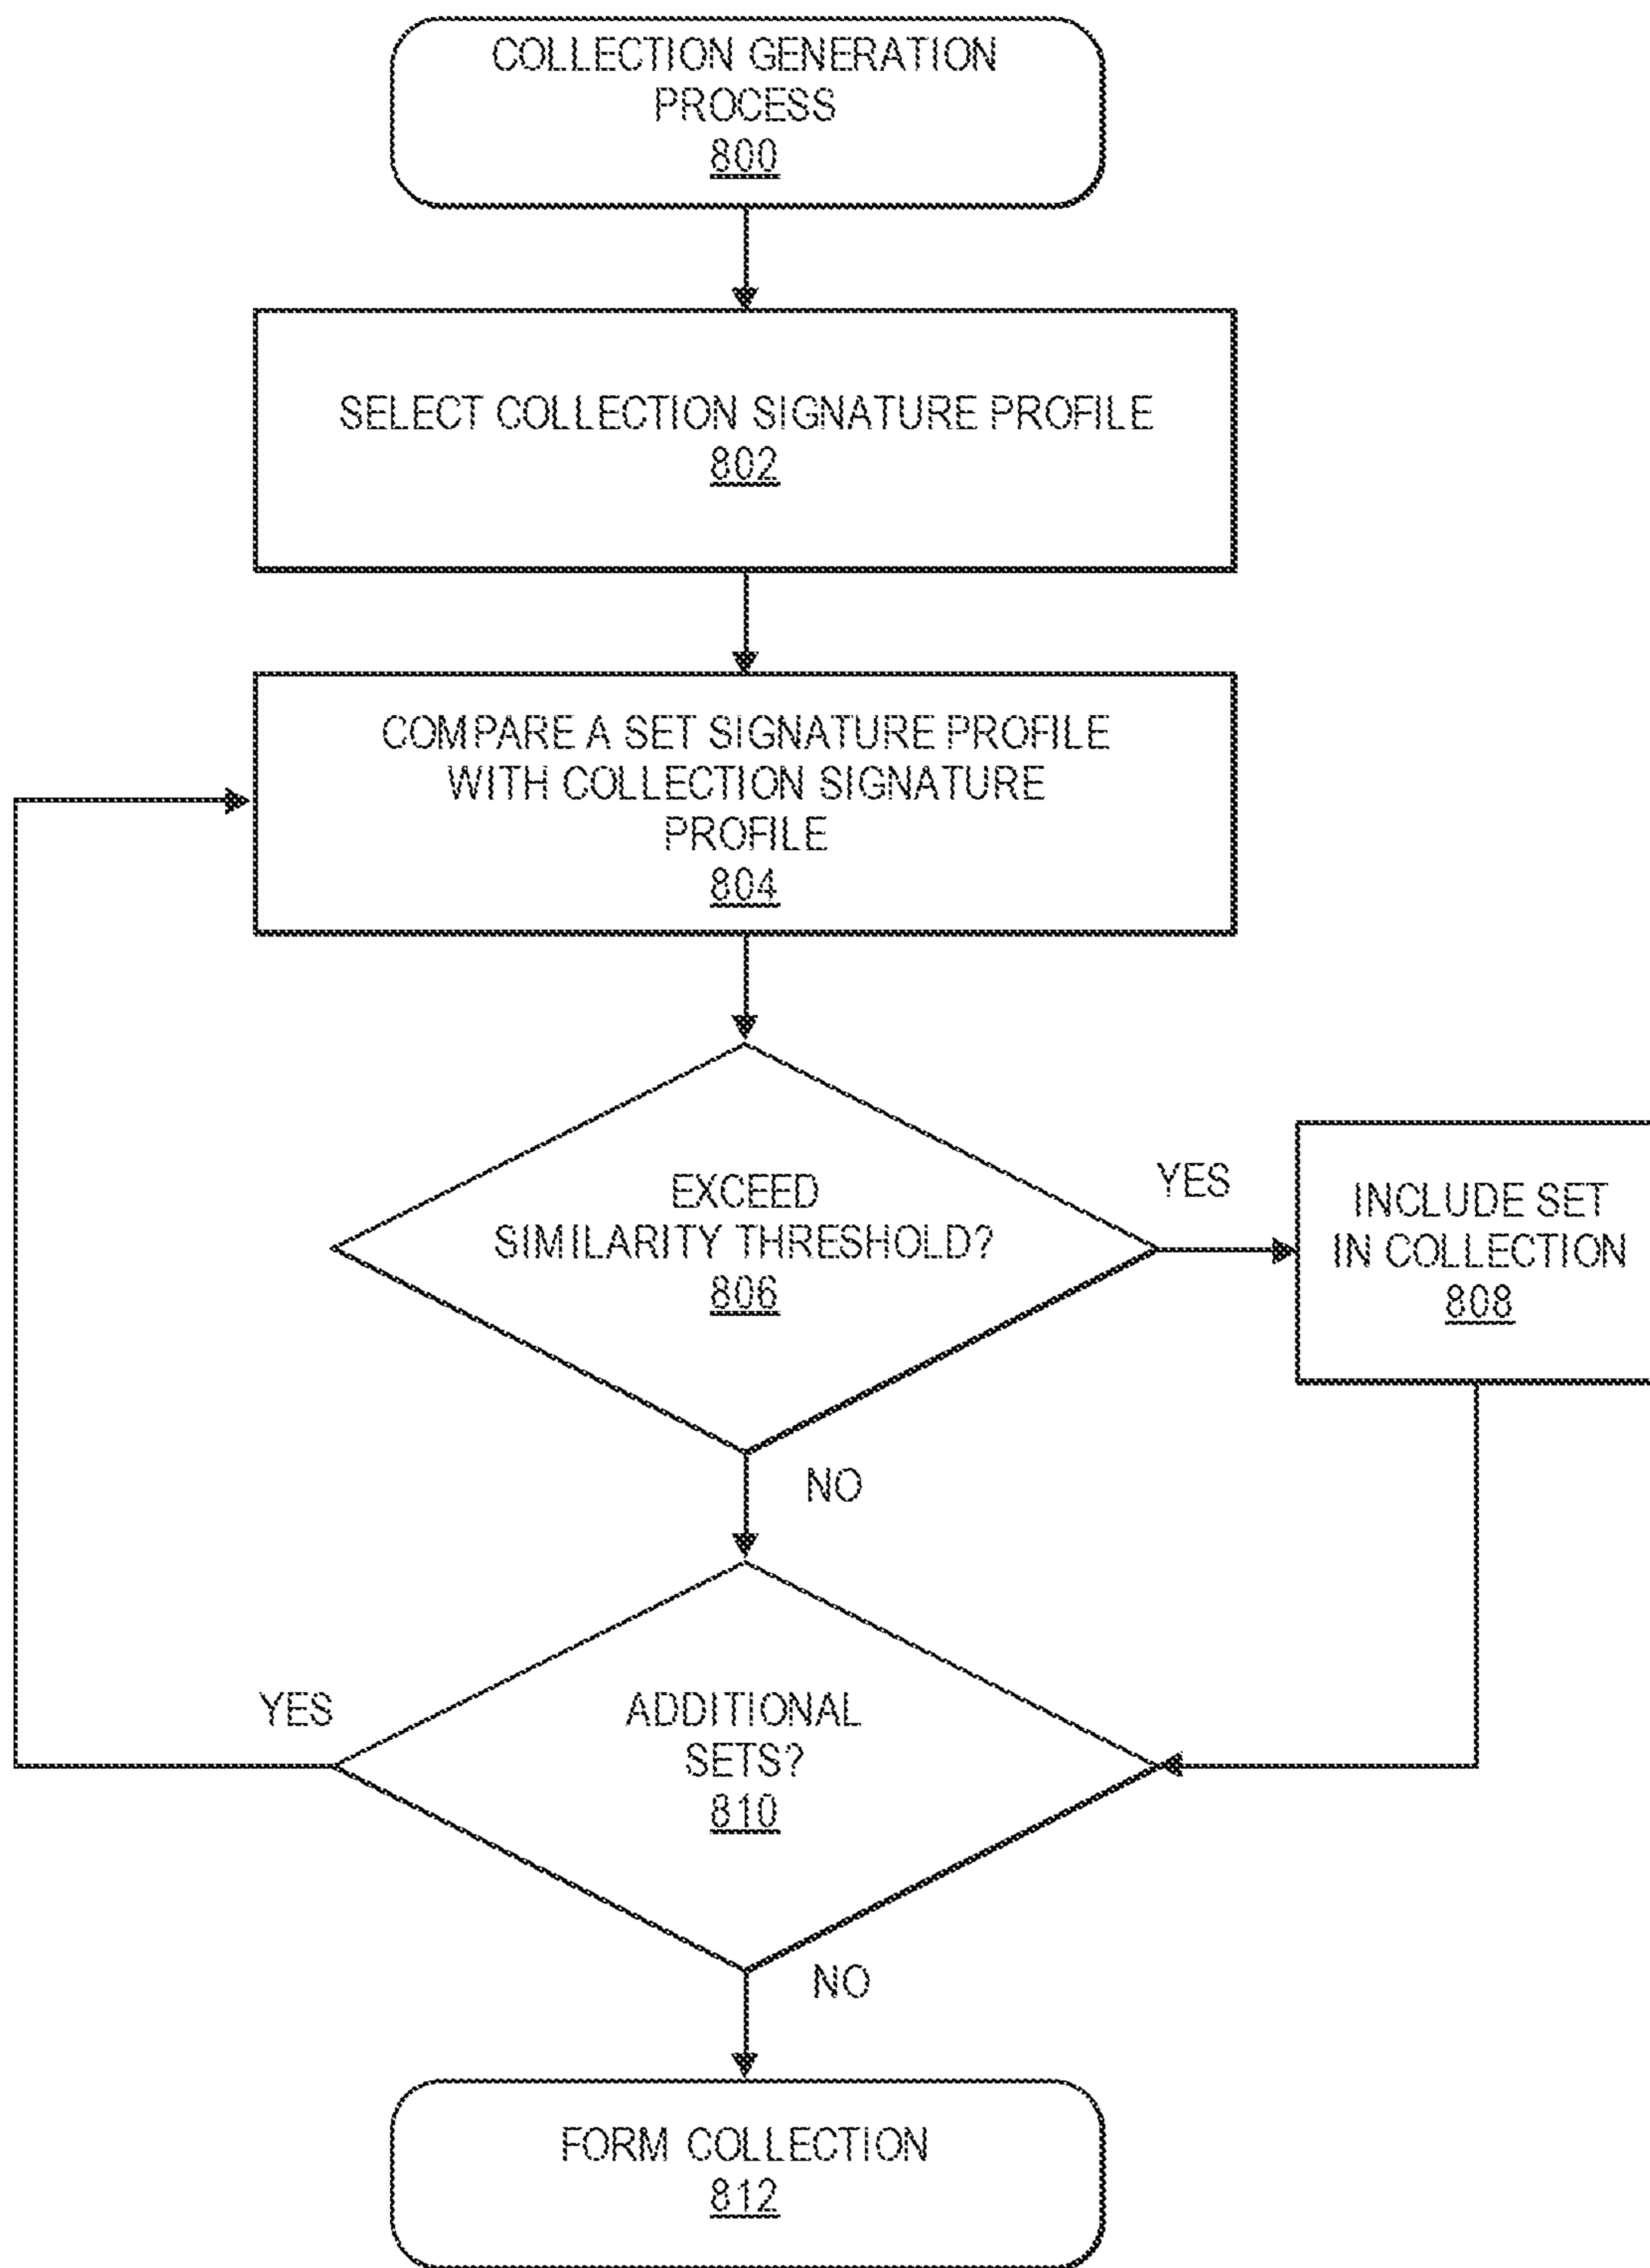 COLLECTION GENERATION
PROCESS
800
SELECT COLLECTION SIGNATURE PROFILE
802
COMPARE A SET SIGNATURE PROFILE
WITH COLLECTION SIGNATURE
PROFILE
804
EXCEED
SIMILARITY THRESHOLD?
806
YES
INCLUDE SET
IN COLLECTION
808
NO
YES
ADDITIONAL
SETS?
810
NO
FORM COLLECTION
812